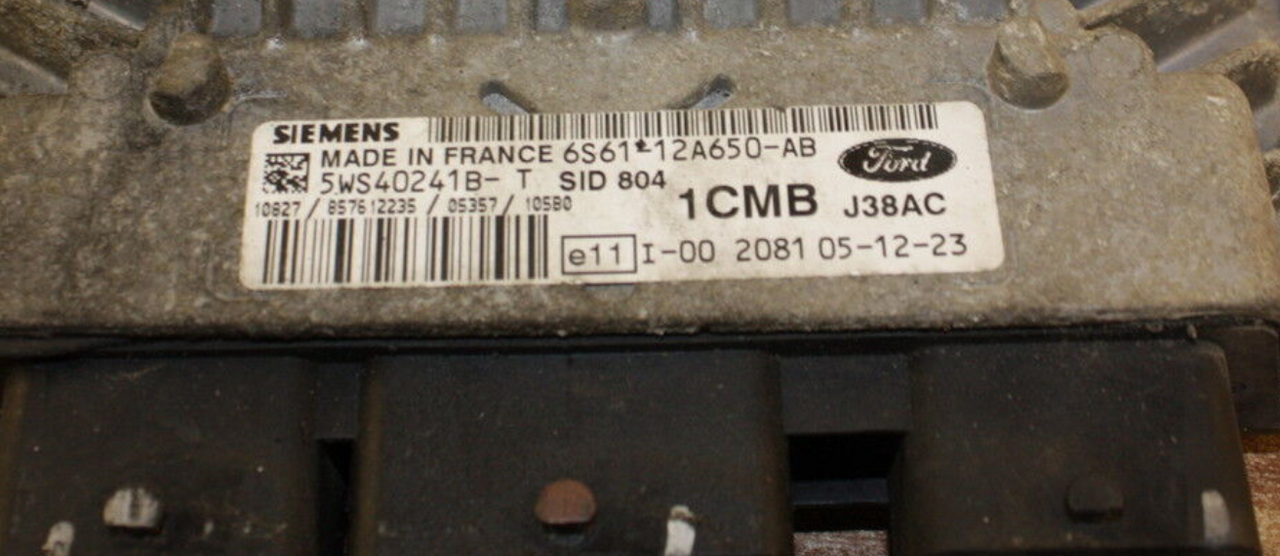 SIEMENS
MADE IN FRANCE 6S61-12A650-AB
Ford
5WS40241B- T SID 804
1CMB J38AC
10827 / 857612235 / 05357 / 10580
e11 I-00 2081 05-12-23